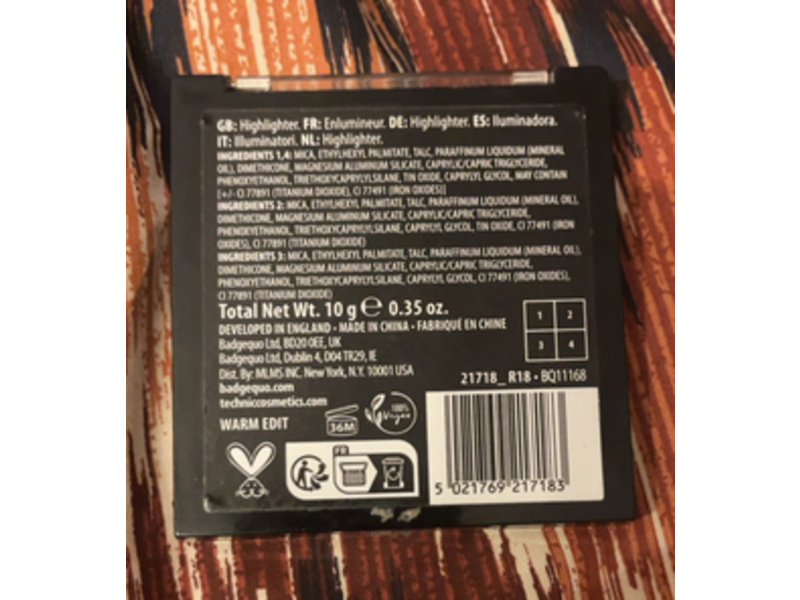 GB: Highlighter. FR: Enlumineur. DE: Highlighter. ES: Iluminadora.
IT: Illuminatori. NL: Highlighter.
INGREDIENTS 1,4: MICA, ETHYLHEXYL PALMITATE, TALC, PARAFFINUM LIQUIDUM (MINERAL
OIL), DIMETHICONE, MAGNESIUM ALUMINUM SILICATE, CAPRYLIC/CAPRIC TRIGLYCERIDE,
PHENOXYETHANOL, TRIETHOXYCAPRYLYLSILANE, TIN OXIDE, CAPRYLYL GLYCOL, MAY CONTAIN
[+/- CI 77891 (TITANIUM DIOXIDE), CI 77491 (IRON OXIDES)]
INGREDIENTS 2: MICA, ETHYLHEXYL PALMITATE, TALC, PARAFFINUM LIQUIDUM (MINERAL OIL),
DIMETHICONE, MAGNESIUM ALUMINUM SILICATE, CAPRYLIC/CAPRIC TRIGLYCERIDE,
PHENOXYETHANOL, TRIETHOXYCAPRYLYLSILANE, CAPRYLYL GLYCOL, TIN OXIDE, CI 77491 (IRON
OXIDES), CI 77891 (TITANIUM DIOXIDE)
INGREDIENTS 3: MICA, ETHYLHEXYL PALMITATE, TALC, PARAFFINUM LIQUIDUM (MINERAL OIL),
DIMETHICONE, MAGNESIUM ALUMINUM SILICATE, CAPRYLIC/CAPRIC TRIGLYCERIDE,
PHENOXYETHANOL, TRIETHOXYCAPRYLYLSILANE, CAPRYLYL GLYCOL, CI 77491 (IRON OXIDES),
CI 77891 (TITANIUM DIOXIDE)
Total Net Wt. 10 g ℮ 0.35 oz.
DEVELOPED IN ENGLAND • MADE IN CHINA • FABRIQUÉ EN CHINE
Badgequo Ltd, BD20 0EE, UK
Badgequo Ltd, Dublin 4, D04 TR29, IE
Dist. By: MLMS INC. New York, N.Y. 10001 USA
badgequo.com
techniccosmetics.com
1 2
3 4
21718_R18 • BQ11168
WARM EDIT
36M
100%
Vegan
FR
5 021769 217183